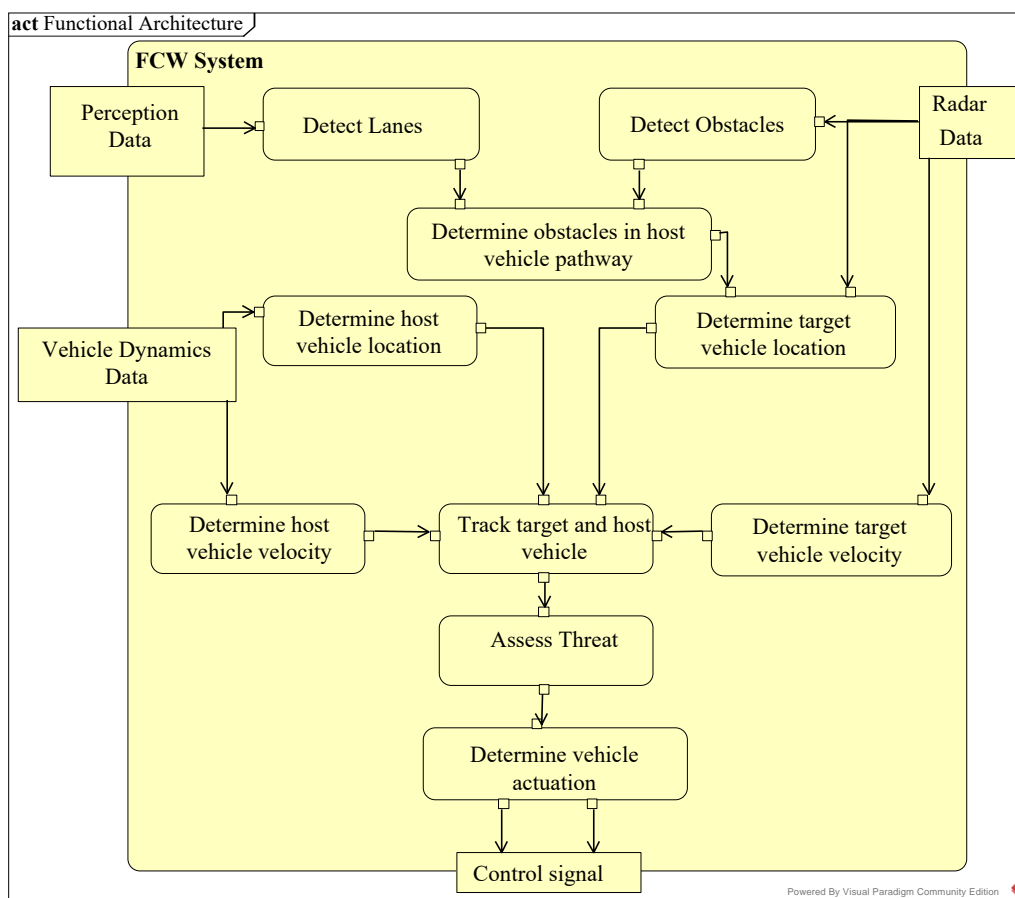 act Functional Architecture
FCW System
Perception
Data
Detect Lanes
Detect Obstacles
Radar
Data
Determine obstacles in host
vehicle pathway
Determine host
vehicle location
Determine target
vehicle location
Vehicle Dynamics
Data
Determine host
vehicle velocity
Track target and host
vehicle
Determine target
vehicle velocity
Assess Threat
Determine vehicle
actuation
Control signal
Powered By Visual Paradigm Community Edition